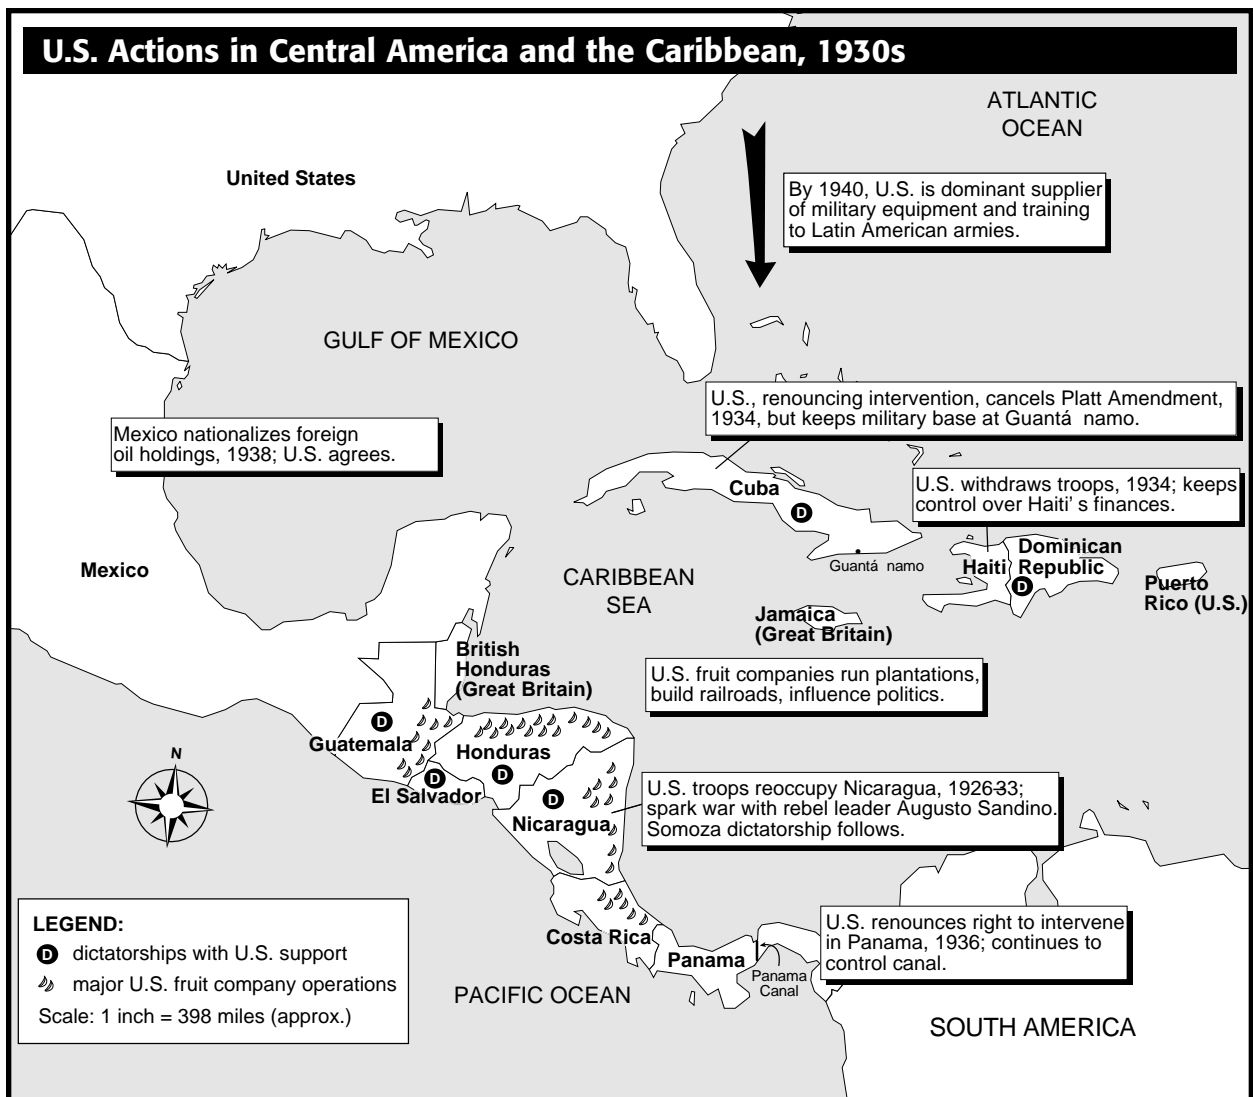 U.S. Actions in Central America and the Caribbean, 1930s
ATLANTIC
OCEAN
United States
By 1940, U.S. is dominant supplier
of military equipment and training
to Latin American armies.
GULF OF MEXICO
U.S., renouncing intervention, cancels Platt Amendment,
1934, but keeps military base at Guantá namo.
Mexico nationalizes foreign
oil holdings, 1938; U.S. agrees.
U.S. withdraws troops, 1934; keeps
control over Haiti' s finances.
Cuba
D
Guantá namo
Mexico
CARIBBEAN
SEA
Haiti
Dominican
Republic
D
Puerto
Rico (U.S.)
Jamaica
(Great Britain)
British
Honduras
(Great Britain)
U.S. fruit companies run plantations,
build railroads, influence politics.
D
Guatemala
Honduras
D
D
El Salvador
D
Nicaragua
U.S. troops reoccupy Nicaragua, 1926-33;
spark war with rebel leader Augusto Sandino.
Somoza dictatorship follows.
N
Costa Rica
Panama
Panama
Canal
U.S. renounces right to intervene
in Panama, 1936; continues to
control canal.
PACIFIC OCEAN
SOUTH AMERICA
LEGEND:
D dictatorships with U.S. support
major U.S. fruit company operations
Scale: 1 inch = 398 miles (approx.)